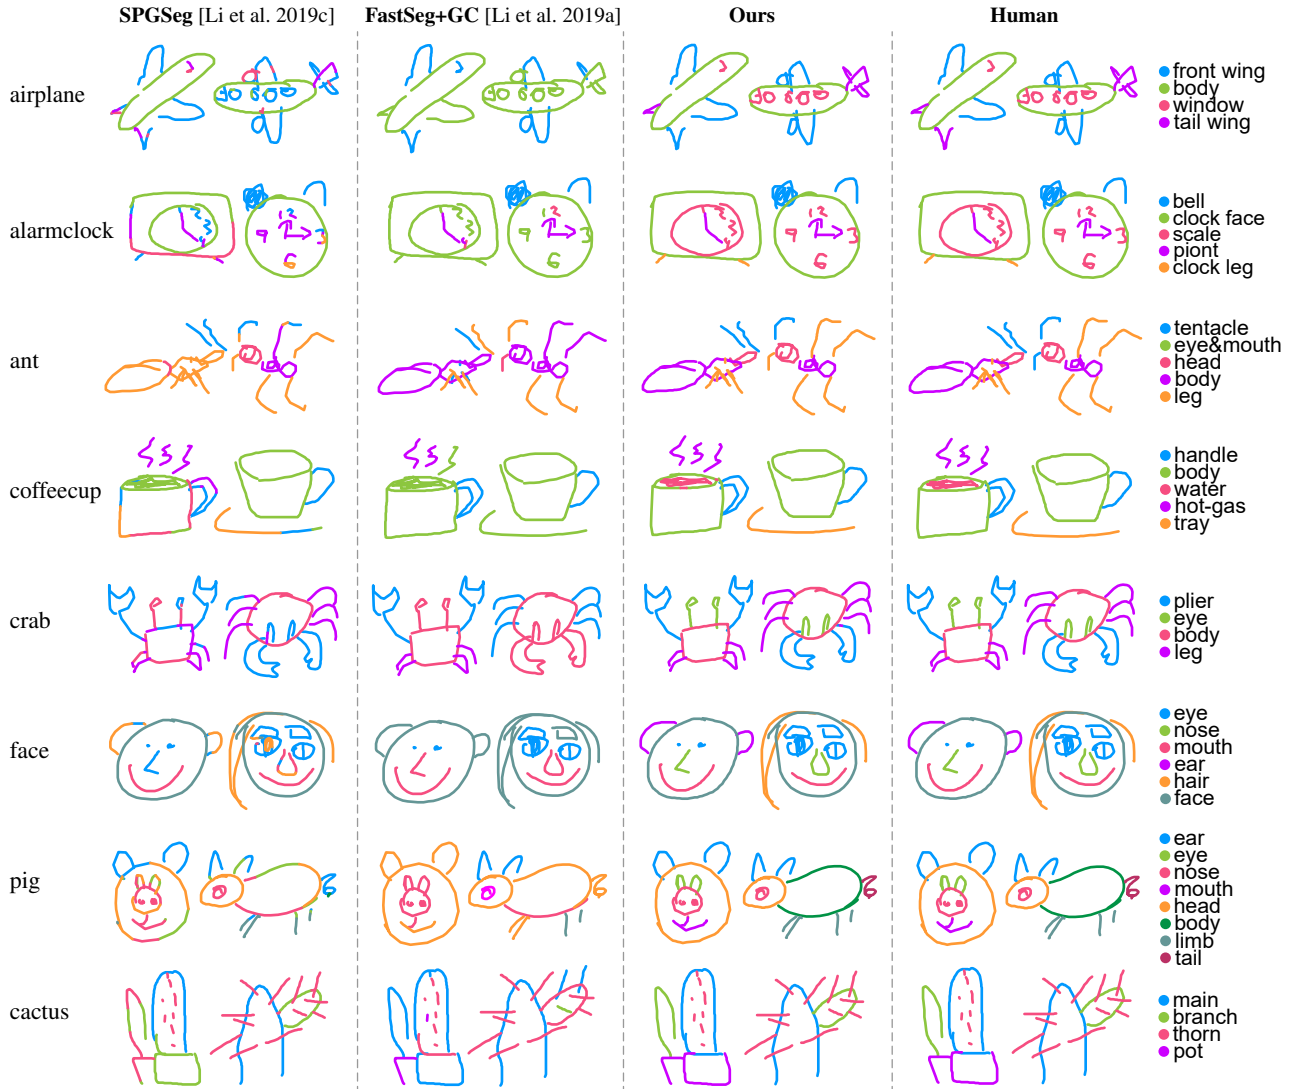 SPGSeg [Li et al. 2019c] FastSeg+GC [Li et al. 2019a] Ours Human
airplane
front wing
body
window
tail wing
alarmclock
bell
clock face
scale
piont
clock leg
ant
tentacle
eye&mouth
head
body
leg
coffeecup
handle
body
water
hot-gas
tray
crab
plier
eye
body
leg
face
eye
nose
mouth
ear
hair
face
pig
ear
eye
nose
mouth
head
body
limb
tail
cactus
main
branch
thorn
pot